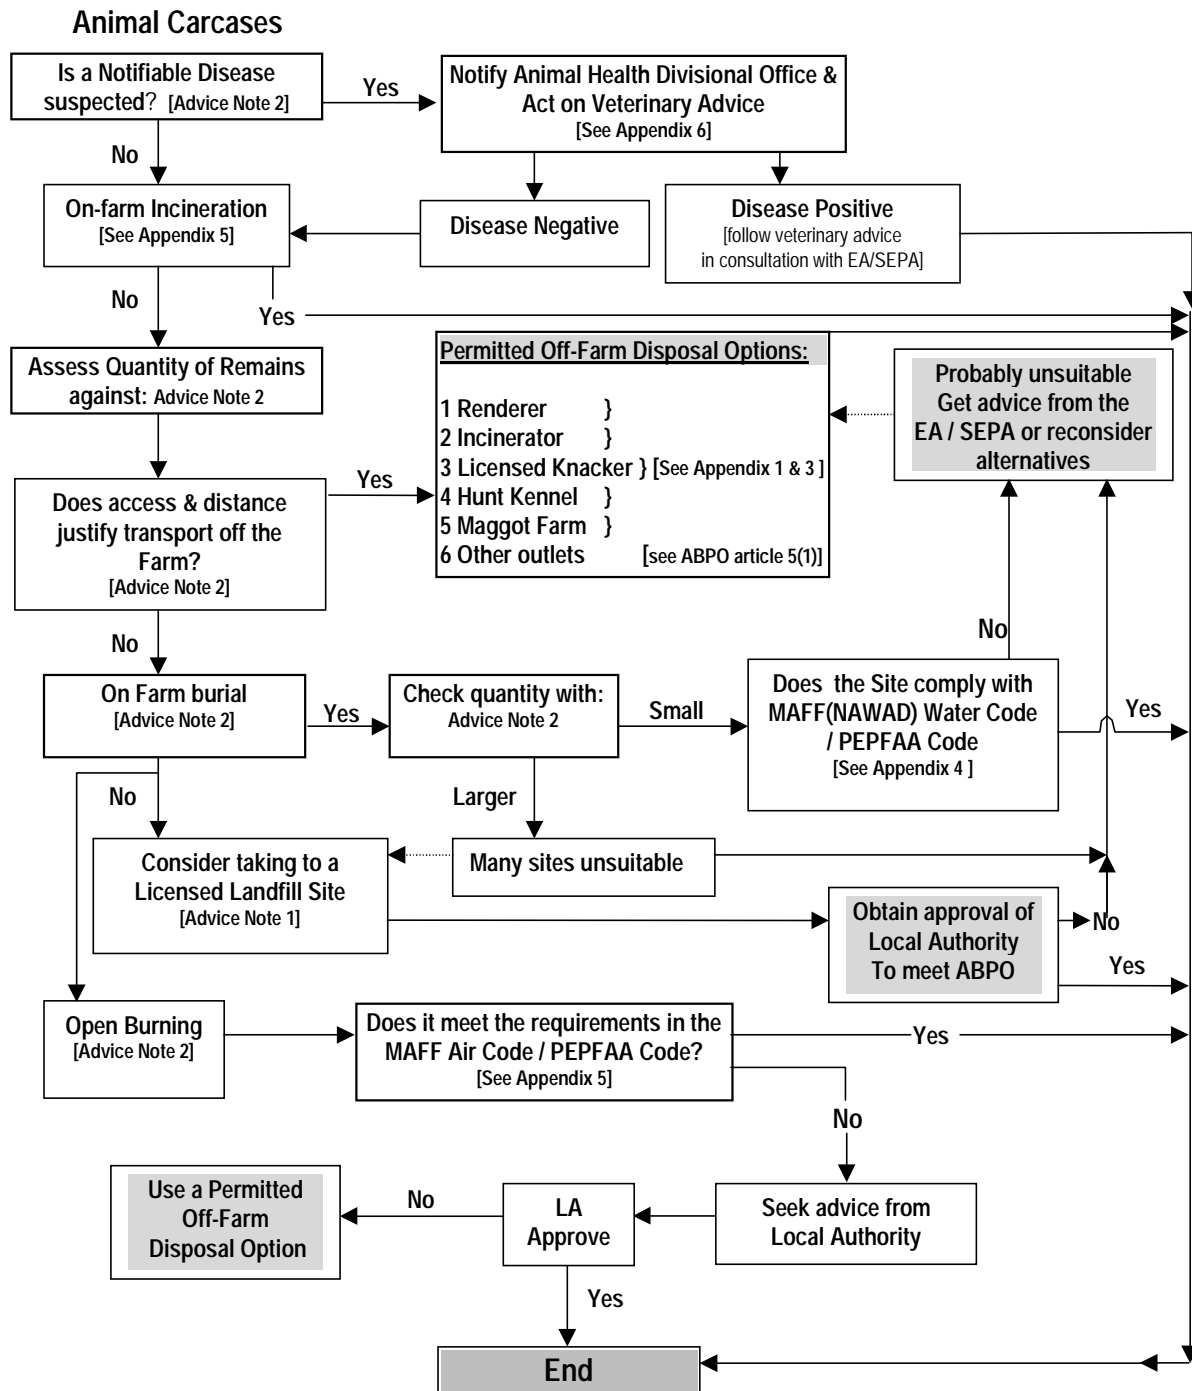 Animal Carcases
Is a Notifiable Disease
suspected? [Advice Note 2]
Yes
Notify Animal Health Divisional Office &
Act on Veterinary Advice
[See Appendix 6]
No
On-farm Incineration
[See Appendix 5]
Disease Negative
Disease Positive
[follow veterinary advice
in consultation with EA/SEPA]
No
Yes
Assess Quantity of Remains
against: Advice Note 2
Permitted Off-Farm Disposal Options:
1 Renderer }
2 Incinerator }
3 Licensed Knacker } [See Appendix 1 & 3 ]
4 Hunt Kennel }
5 Maggot Farm }
6 Other outlets [see ABPO article 5(1)]
Probably unsuitable
Get advice from the
EA / SEPA or reconsider
alternatives
Does access & distance
justify transport off the
Farm?
[Advice Note 2]
Yes
No
No
On Farm burial
[Advice Note 2]
Yes
Check quantity with:
Advice Note 2
Small
Does the Site comply with
MAFF(NAWAD) Water Code
/ PEPFAA Code
[See Appendix 4 ]
Yes
No
Larger
Consider taking to a
Licensed Landfill Site
[Advice Note 1]
Many sites unsuitable
Obtain approval of
Local Authority
To meet ABPO
No
Yes
Open Burning
[Advice Note 2]
Does it meet the requirements in the
MAFF Air Code / PEPFAA Code?
[See Appendix 5]
Yes
No
Use a Permitted
Off-Farm
Disposal Option
No
LA
Approve
Seek advice from
Local Authority
Yes
End